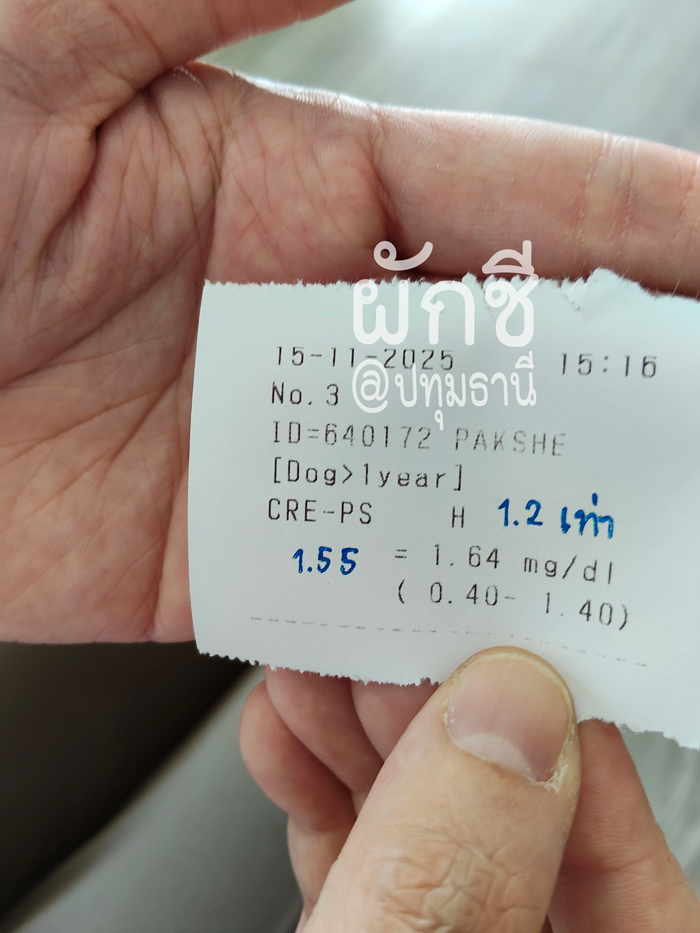 ผักชี
@ปทุมธานี
15-11-2025 15:16
No. 3
ID=640172 PAKSHE
[Dog>1year]
CRE-PS H 1.2 เท่า
1.55 = 1.64 mg/dl
( 0.40- 1.40)